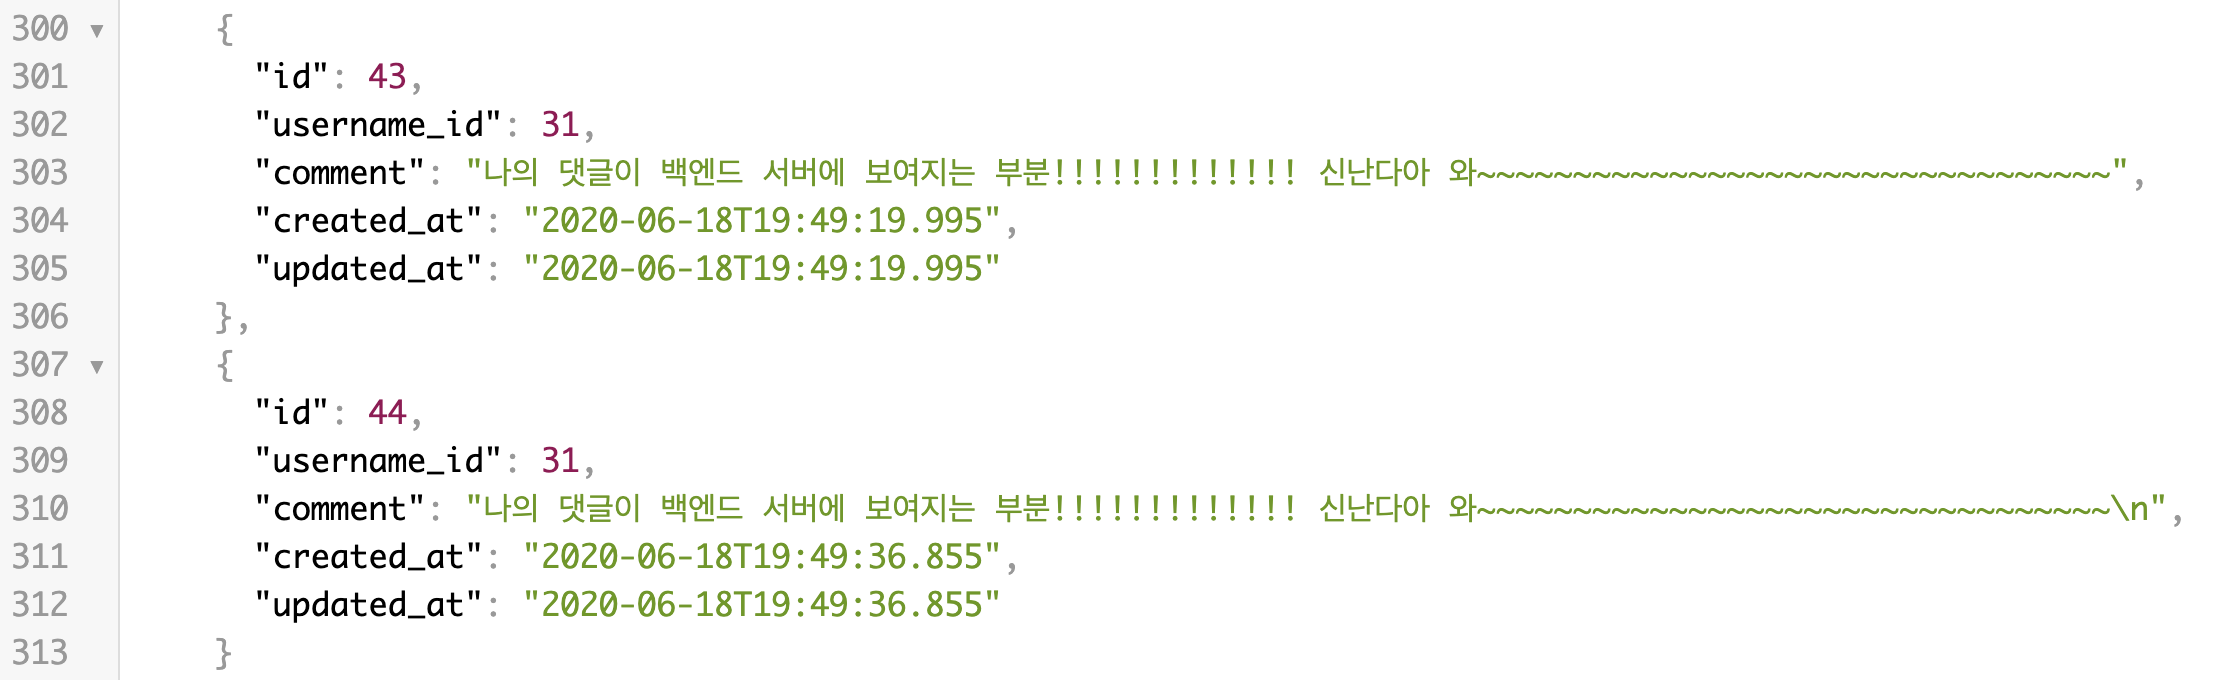 300 ▼ {
301 "id": 43,
302 "username_id": 31,
303 "comment": "나의 댓글이 백엔드 서버에 보여지는 부분!!!!!!!!!!!!! 신난다아 와~~~~~~~~~~~~~~~~~~~~~~~~~~~~~~~~~",
304 "created_at": "2020-06-18T19:49:19.995",
305 "updated_at": "2020-06-18T19:49:19.995"
306 },
307 ▼ {
308 "id": 44,
309 "username_id": 31,
310 "comment": "나의 댓글이 백엔드 서버에 보여지는 부분!!!!!!!!!!!!! 신난다아 와~~~~~~~~~~~~~~~~~~~~~~~~~~~~~~~~~\n",
311 "created_at": "2020-06-18T19:49:36.855",
312 "updated_at": "2020-06-18T19:49:36.855"
313 }